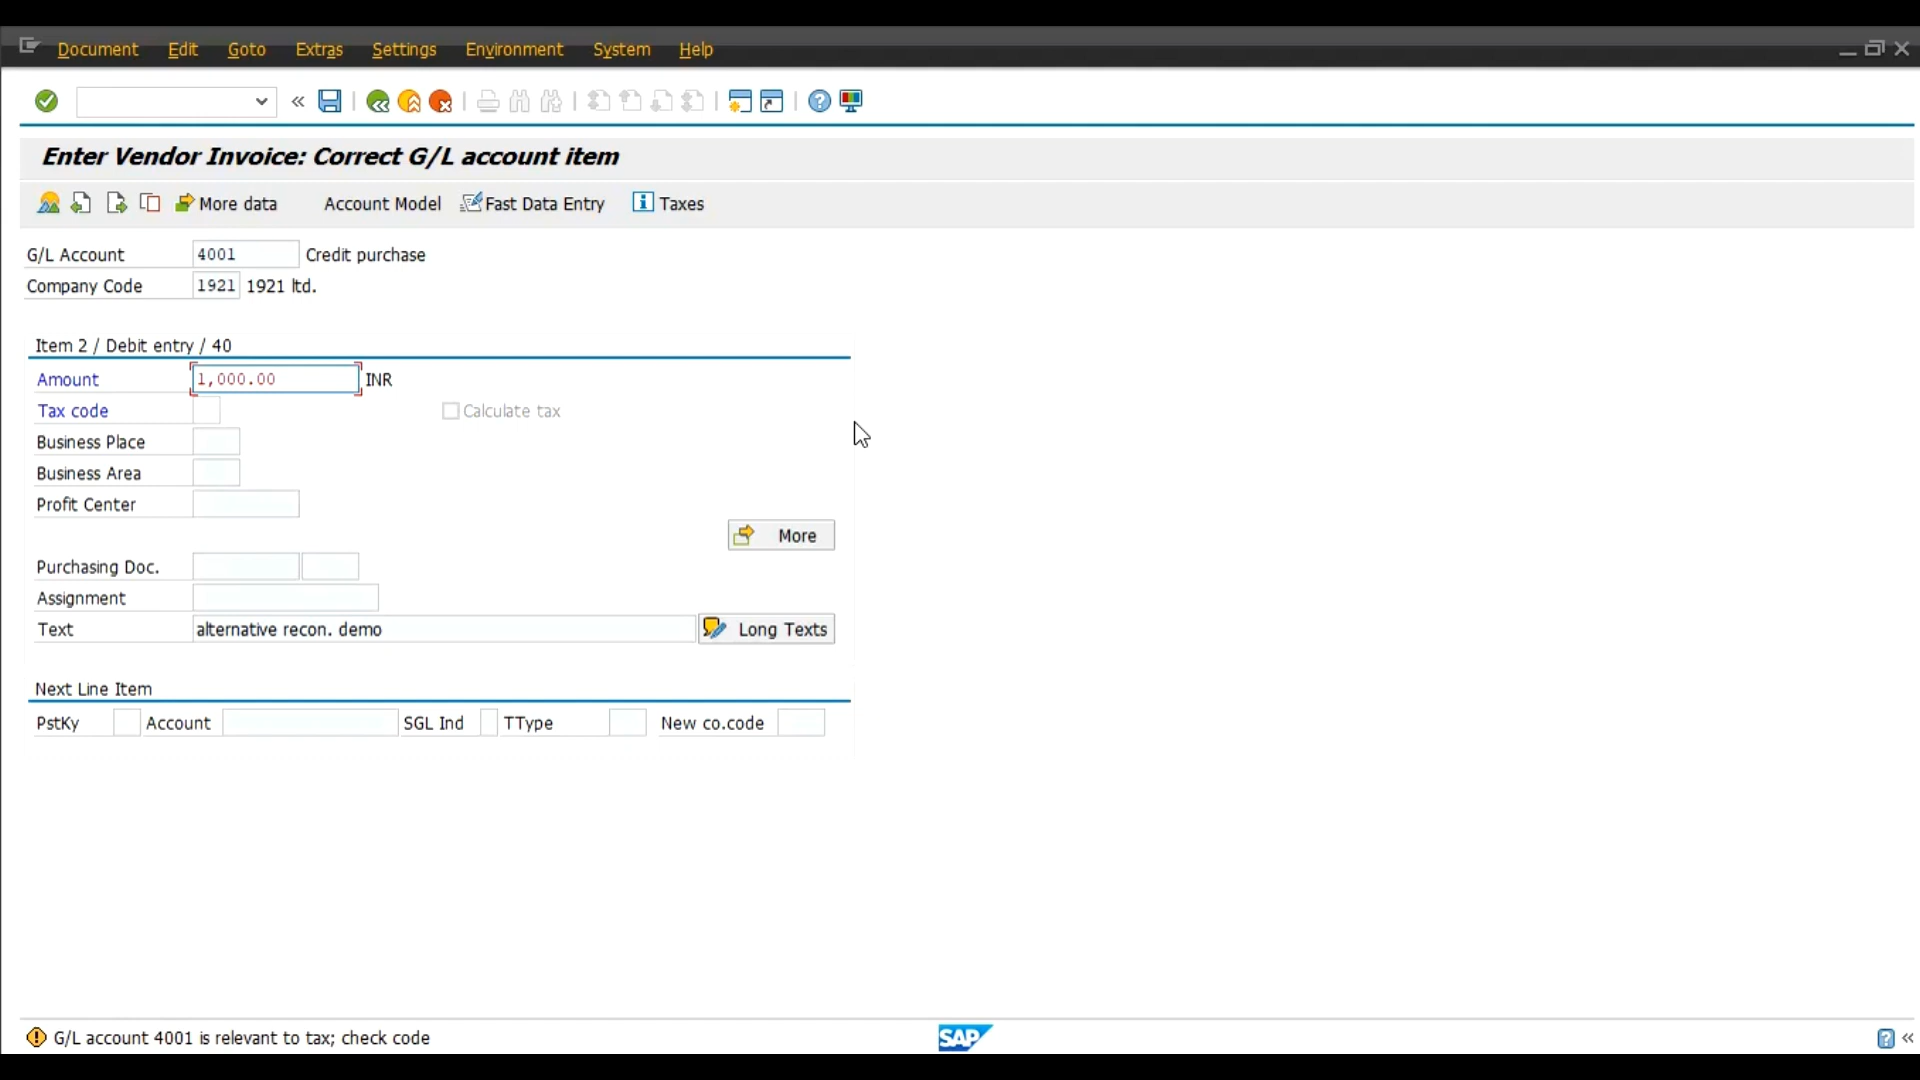 Document Edit Goto Extras Settings Environment System Help
Enter Vendor Invoice: Correct G/L account item
More data Account Model Fast Data Entry Taxes
G/L Account 4001 Credit purchase
Company Code 1921 1921 ltd.
Item 2 / Debit entry / 40
Amount 1,000.00 INR
Tax code Calculate tax
Business Place
Business Area
Profit Center
More
Purchasing Doc.
Assignment
Text alternative recon. demo Long Texts
Next Line Item
PstKy Account SGL Ind TType New co.code
G/L account 4001 is relevant to tax; check code SAP